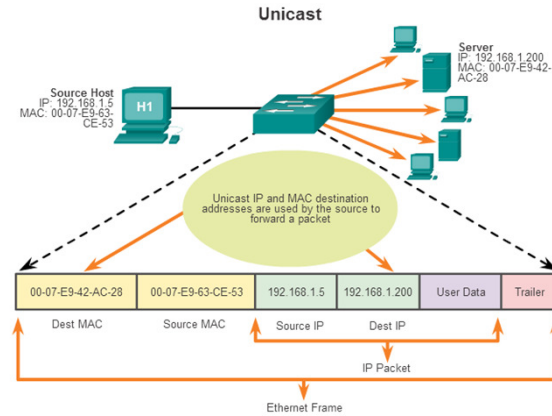 Unicast
Server
IP: 192.168.1.200
MAC: 00-07-E9-42-
AC-28
Source Host
IP: 192.168.1.5
MAC: 00-07-E9-63-
CE-53
H1
Unicast IP and MAC destination
addresses are used by the source to
forward a packet
00-07-E9-42-AC-28 00-07-E9-63-CE-53 192.168.1.5 192.168.1.200 User Data Trailer
Dest MAC Source MAC Source IP Dest IP
IP Packet
Ethernet Frame